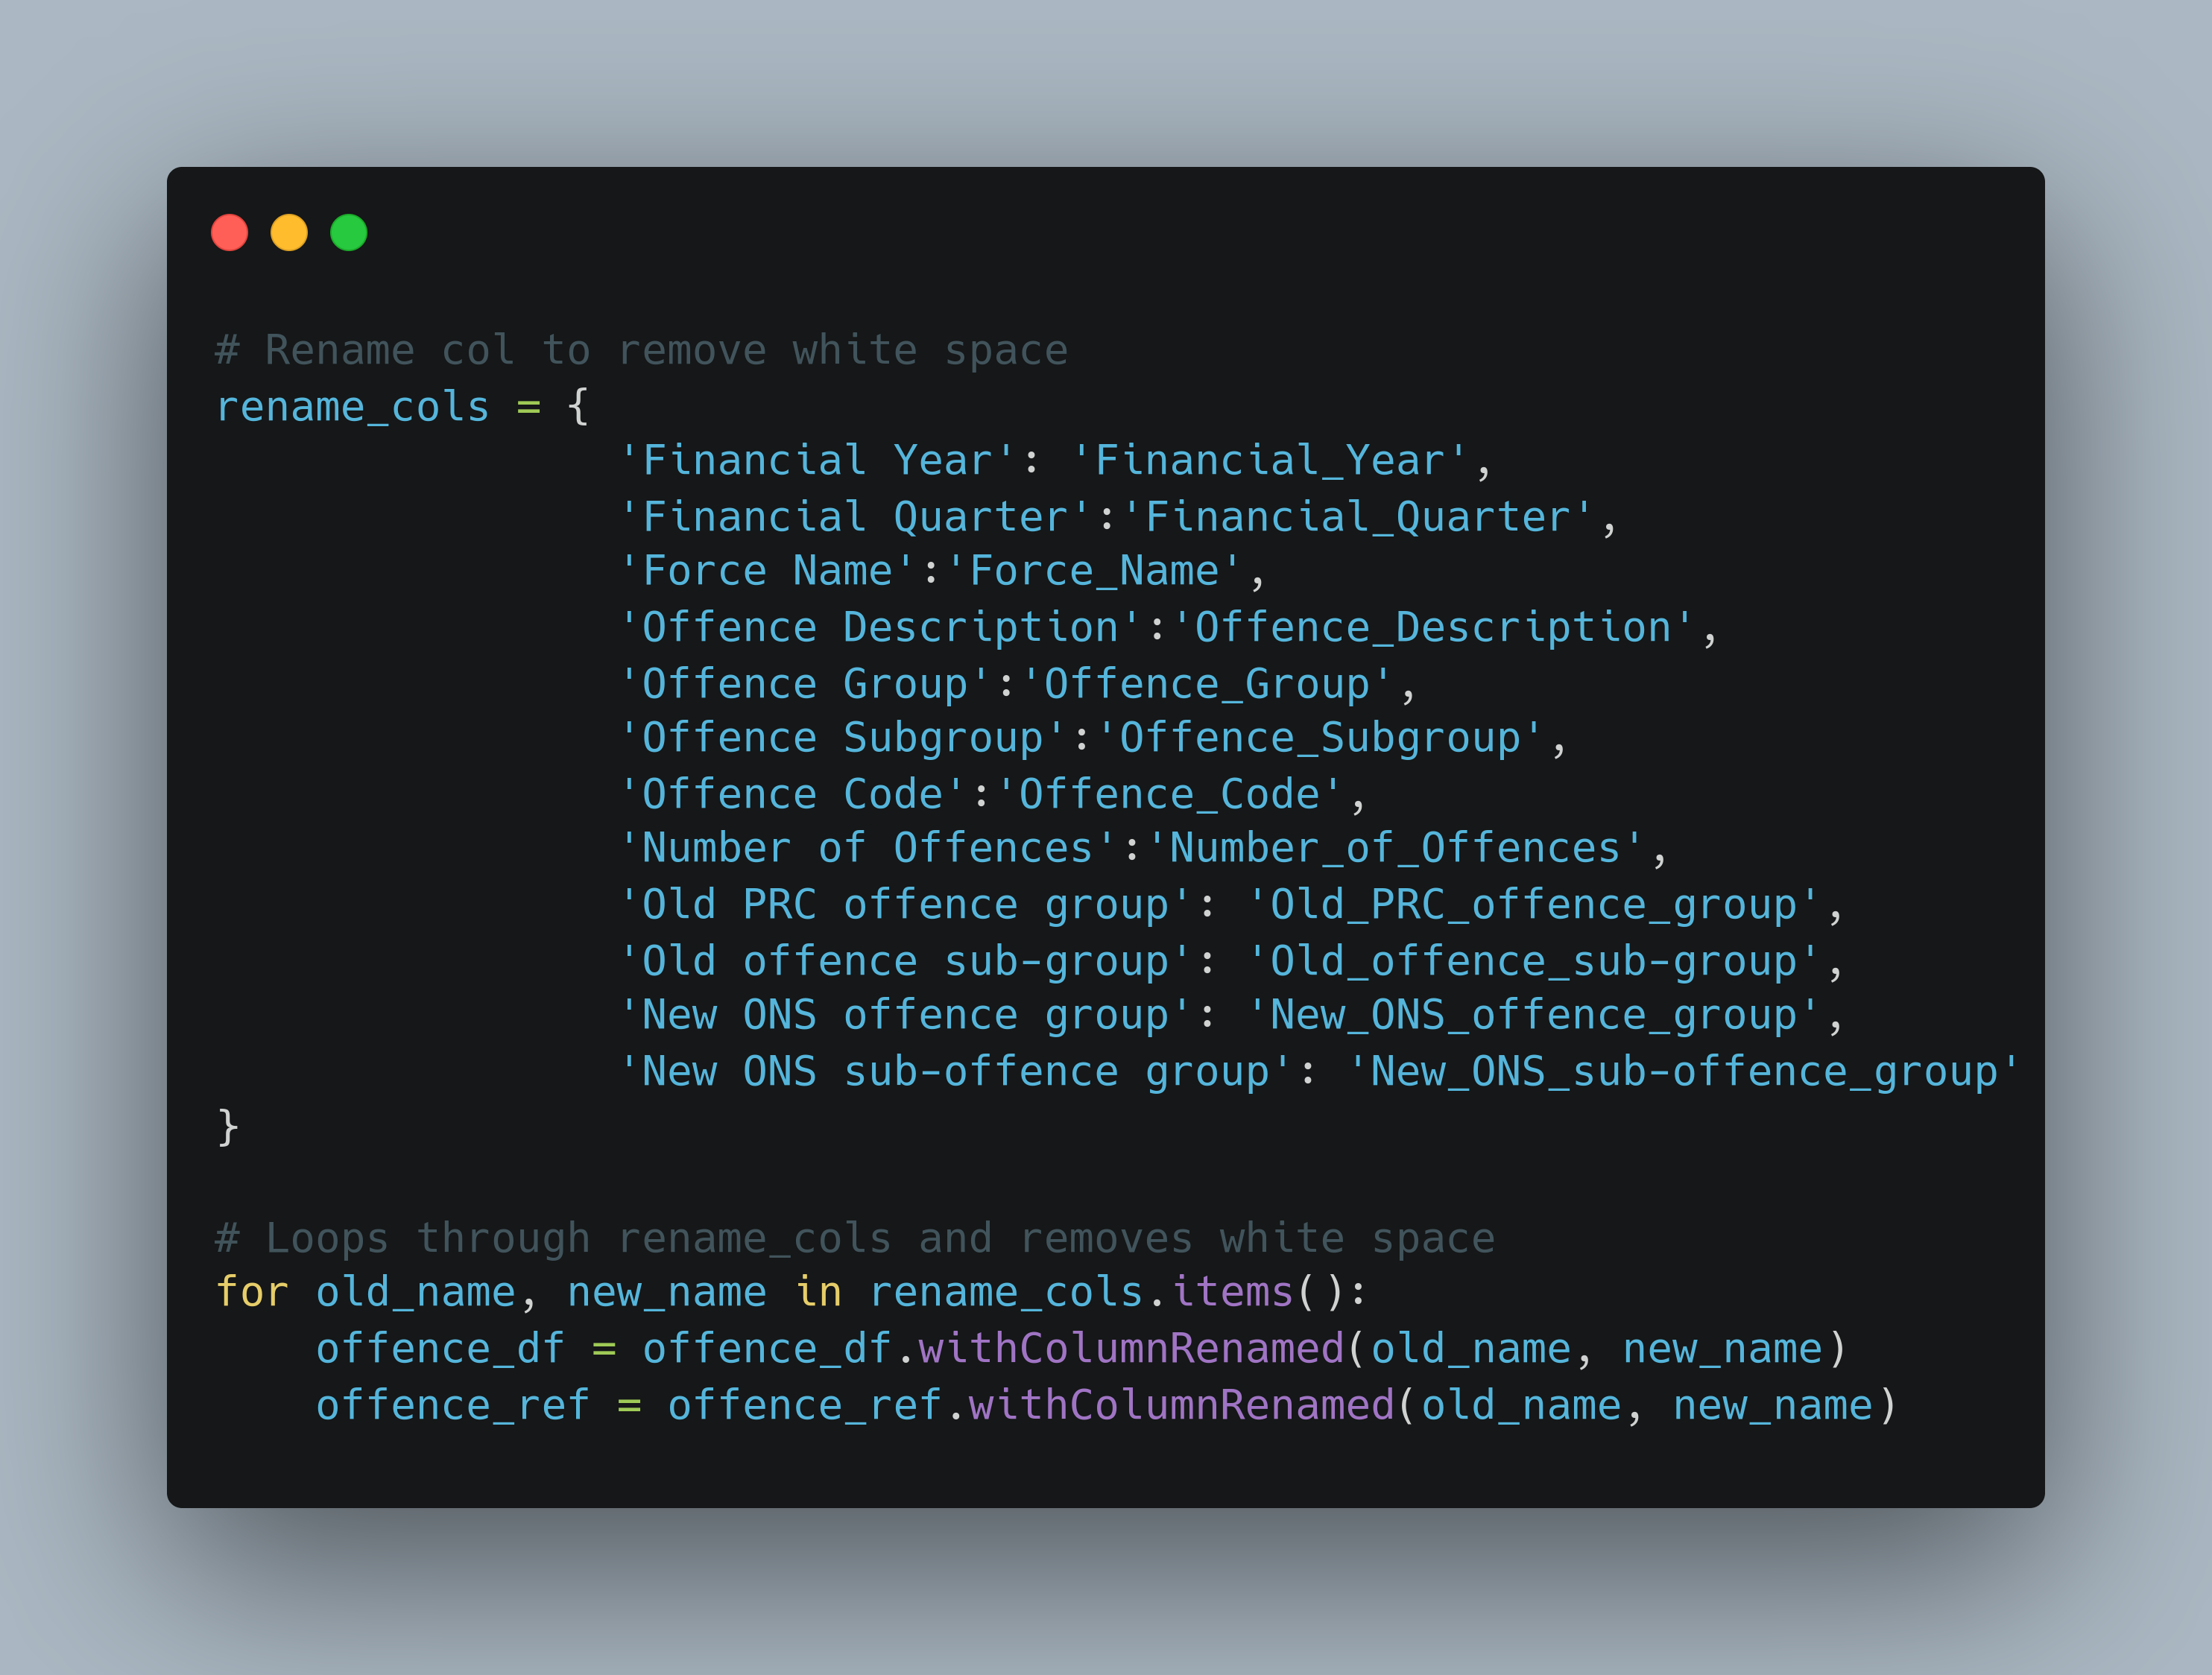 # Rename col to remove white space
rename_cols = {
                'Financial Year': 'Financial_Year',
                'Financial Quarter':'Financial_Quarter',
                'Force Name':'Force_Name',
                'Offence Description':'Offence_Description',
                'Offence Group':'Offence_Group',
                'Offence Subgroup':'Offence_Subgroup',
                'Offence Code':'Offence_Code',
                'Number of Offences':'Number_of_Offences',
                'Old PRC offence group': 'Old_PRC_offence_group',
                'Old offence sub-group': 'Old_offence_sub-group',
                'New ONS offence group': 'New_ONS_offence_group',
                'New ONS sub-offence group': 'New_ONS_sub-offence_group'
}
# Loops through rename_cols and removes white space
for old_name, new_name in rename_cols.items():
    offence_df = offence_df.withColumnRenamed(old_name, new_name)
    offence_ref = offence_ref.withColumnRenamed(old_name, new_name)